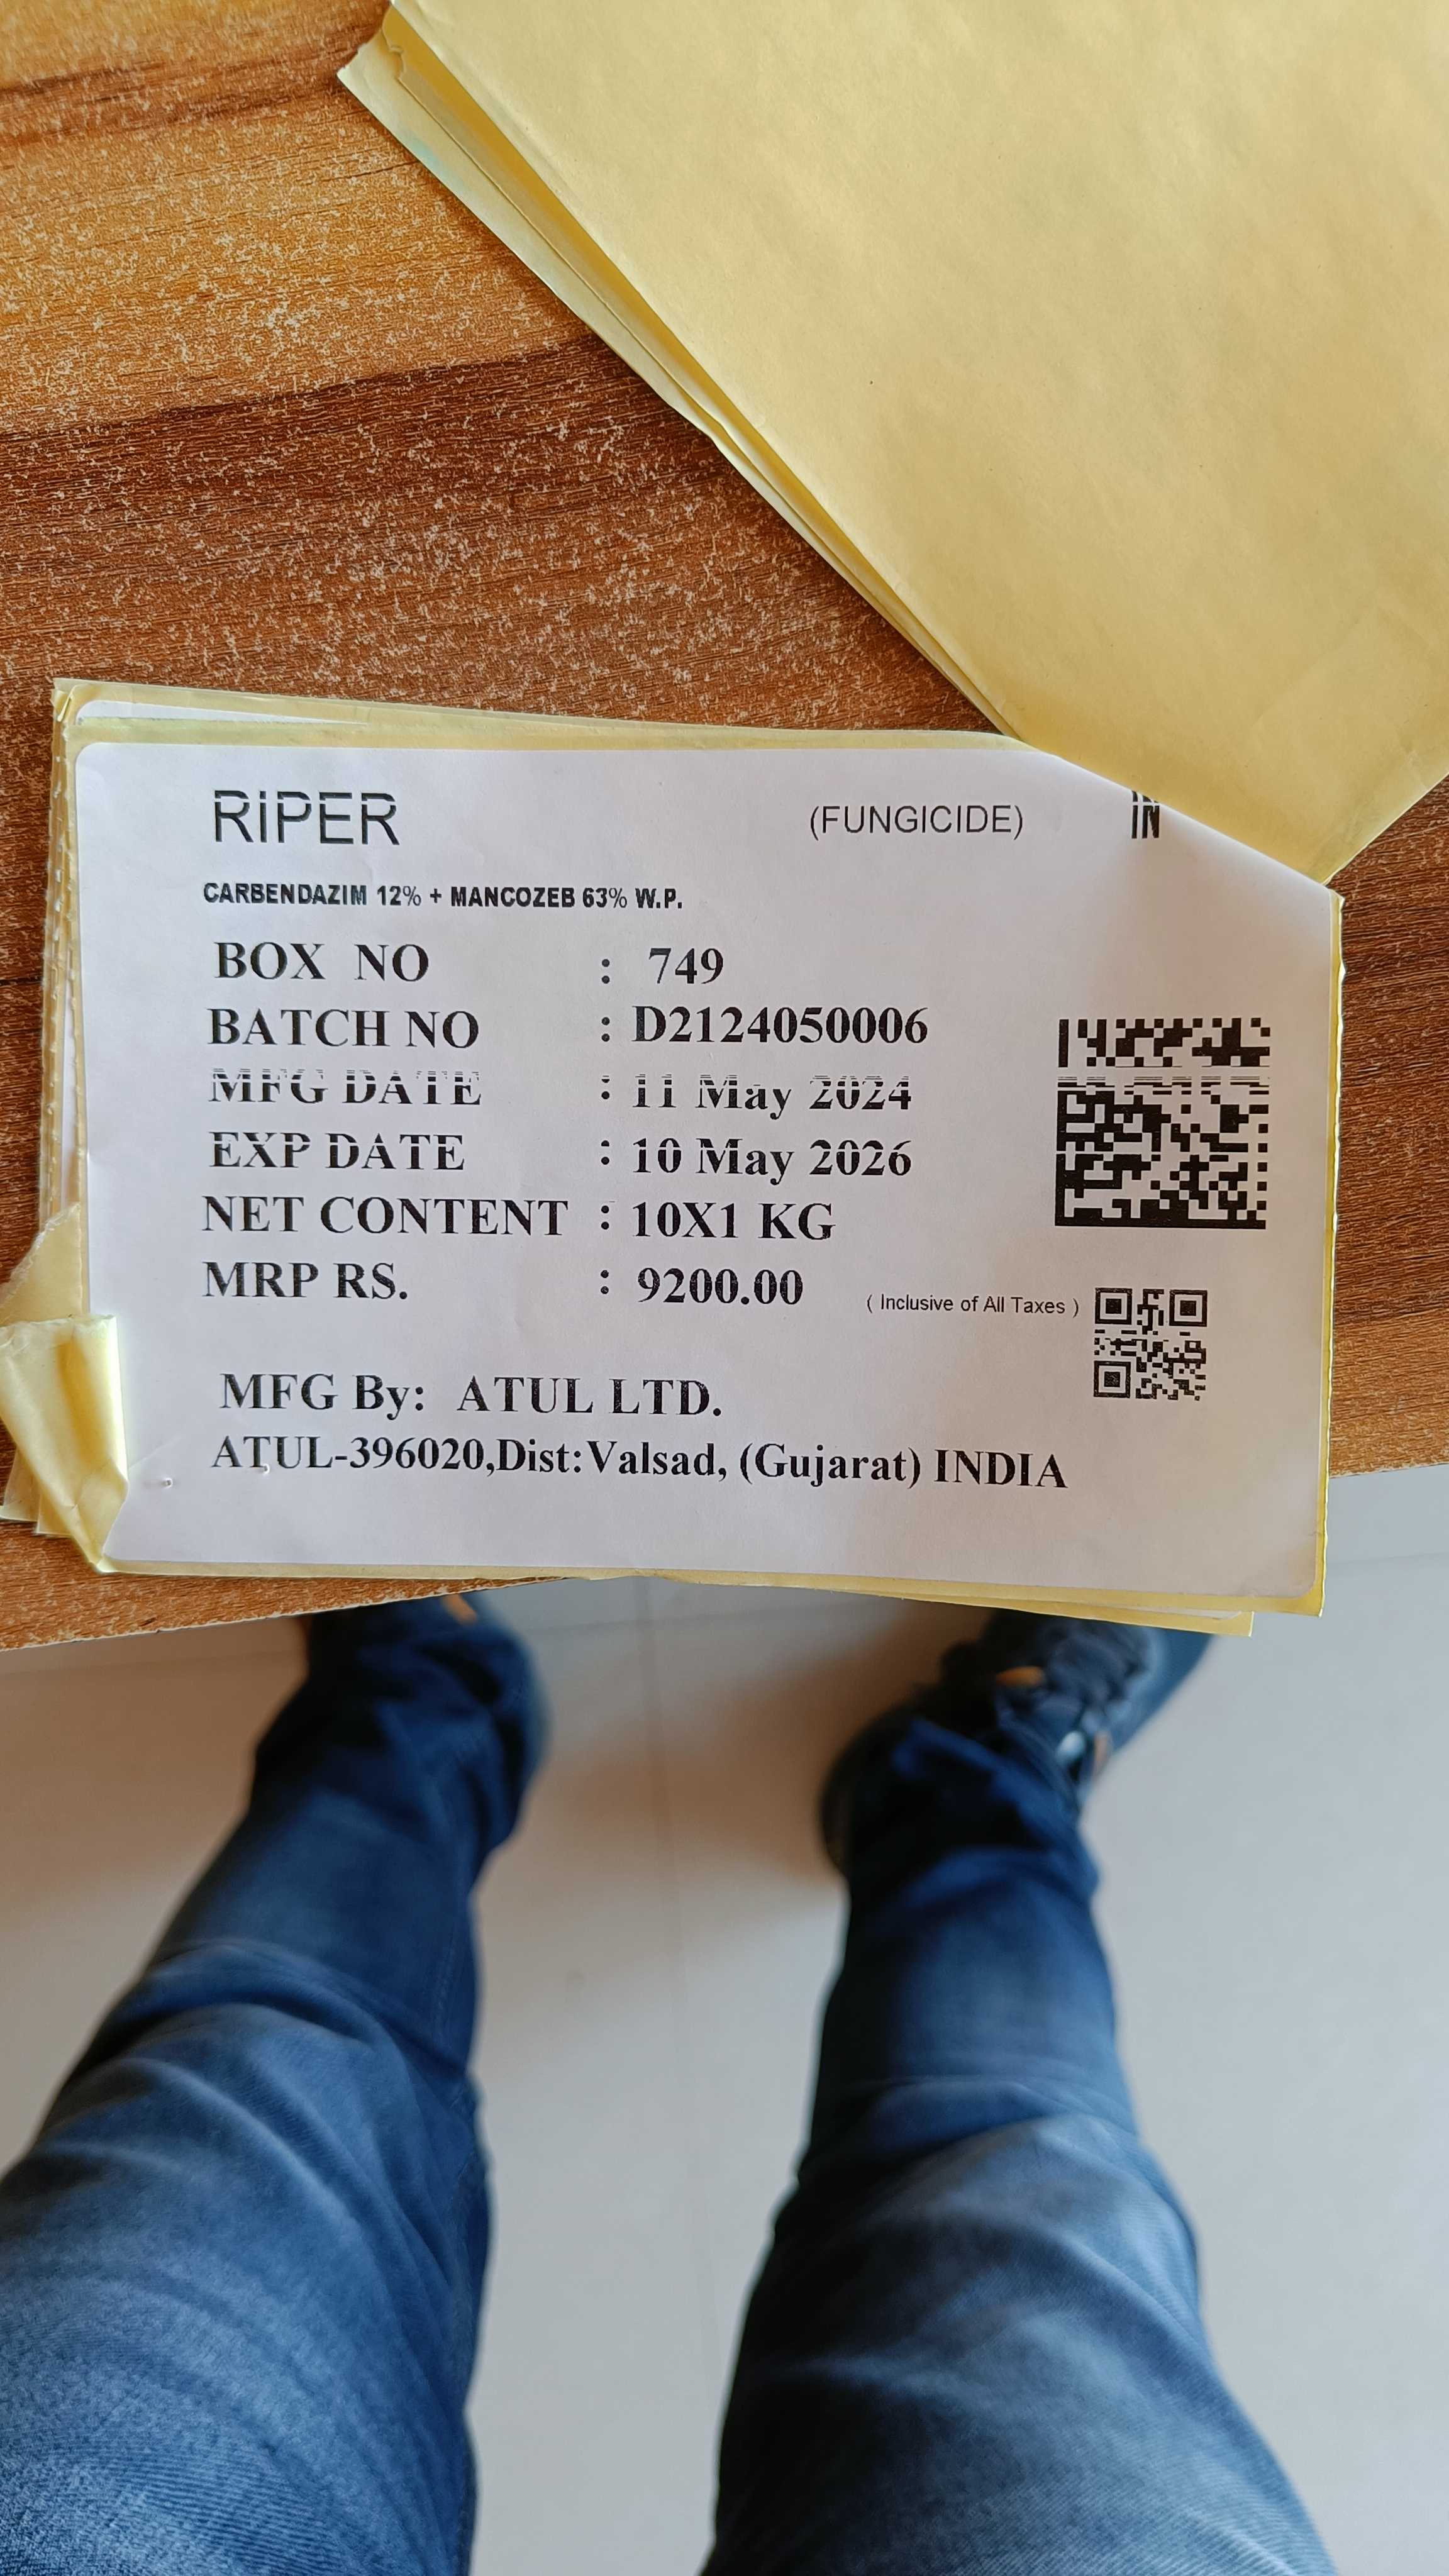 RiPER (FUNGICIDE) IN
CARBENDAZIM 12% + MANCOZEB 63% W.P.
BOX NO : 749
BATCH NO : D2124050006
MFG DATE : 11 May 2024
EXP DATE : 10 May 2026
NET CONTENT : 10X1 KG
MRP RS. : 9200.00 ( Inclusive of All Taxes )
MFG By: ATUL LTD.
ATUL-396020,Dist:Valsad, (Gujarat) INDIA